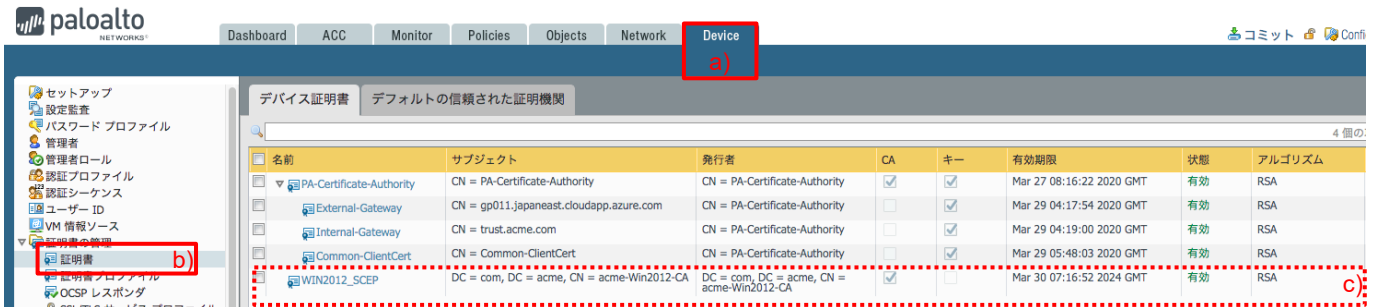 paloalto
NETWORKS
Dashboard ACC Monitor Policies Objects Network Device
コミット Confi
a)
セットアップ
設定監査
パスワード プロファイル
管理者
管理者ロール
認証プロファイル
認証シーケンス
ユーザー ID
VM 情報ソース
証明書の管理
証明書
b)
証明書プロファイル
OCSP レスポンダ
デバイス証明書 デフォルトの信頼された証明機関
4 個の
名前 サブジェクト 発行者 CA キー 有効期限 状態 アルゴリズム
PA-Certificate-Authority CN = PA-Certificate-Authority CN = PA-Certificate-Authority Mar 27 08:16:22 2020 GMT 有効 RSA
External-Gateway CN = gp011.japaneast.cloudapp.azure.com CN = PA-Certificate-Authority Mar 29 04:17:54 2020 GMT 有効 RSA
Internal-Gateway CN = trust.acme.com CN = PA-Certificate-Authority Mar 29 04:19:00 2020 GMT 有効 RSA
Common-ClientCert CN = Common-ClientCert CN = PA-Certificate-Authority Mar 29 05:48:03 2020 GMT 有効 RSA
WIN2012_SCEP DC = com, DC = acme, CN = acme-Win2012-CA DC = com, DC = acme, CN = Mar 30 07:16:52 2024 GMT 有効 RSA
acme-Win2012-CA
c)